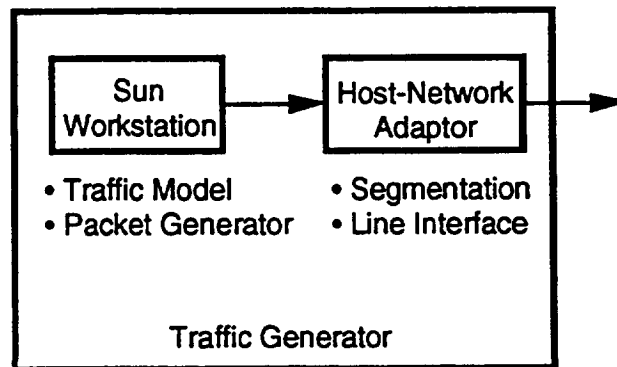 Sun
Workstation
Host-Network
Adaptor
• Traffic Model
• Packet Generator
• Segmentation
• Line Interface
Traffic Generator